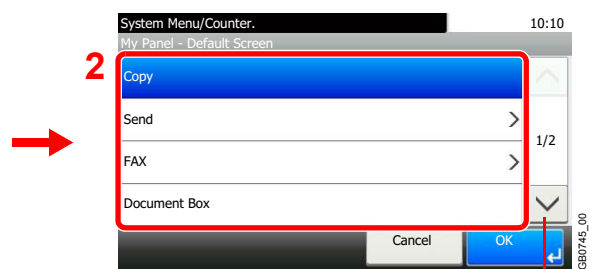 System Menu/Counter.
10:10
My Panel - Default Screen
2
Copy
Send
1/2
FAX
Document Box
Cancel
OK
GB0745_00